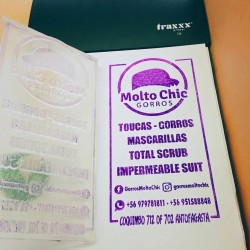 traxxx
Molto Chic
GORROS
TOUCAS - GORROS
MASCARILLAS
TOTAL SCRUB
IMPERMEABLE SUIT
GorrosMoltoChic gorrosmoltochic
+56 979781811 - +56 951588848
COQUIMBO 712 OF 702 ANTOFAGASTA